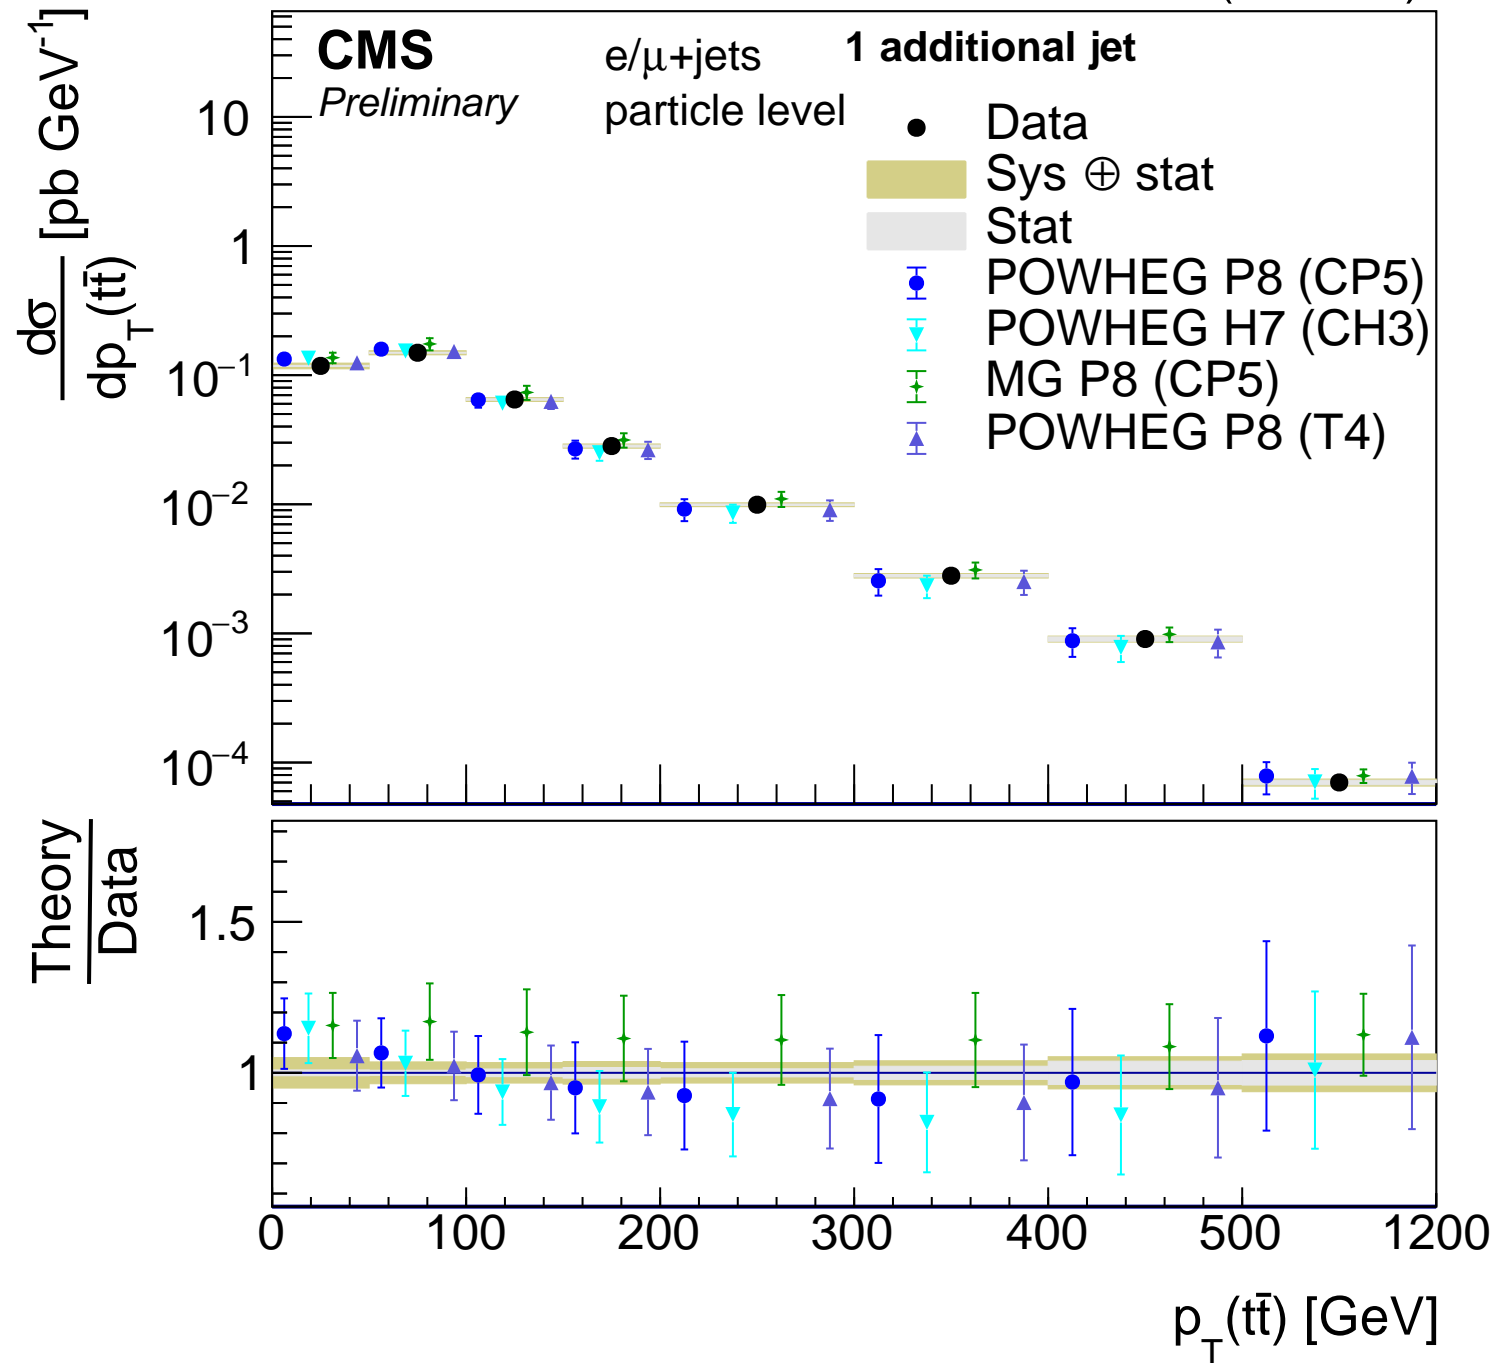 CMS
Preliminary
e/μ+jets
particle level
1 additional jet
Data
Sys ⊕ stat
Stat
POWHEG P8 (CP5)
POWHEG H7 (CH3)
MG P8 (CP5)
POWHEG P8 (T4)
dσ
dp_T(tt̄)
[pb GeV⁻¹]
10
1
10⁻¹
10⁻²
10⁻³
10⁻⁴
Theory
Data
1.5
1
0 100 200 300 400 500 1200
p_T(tt̄) [GeV]